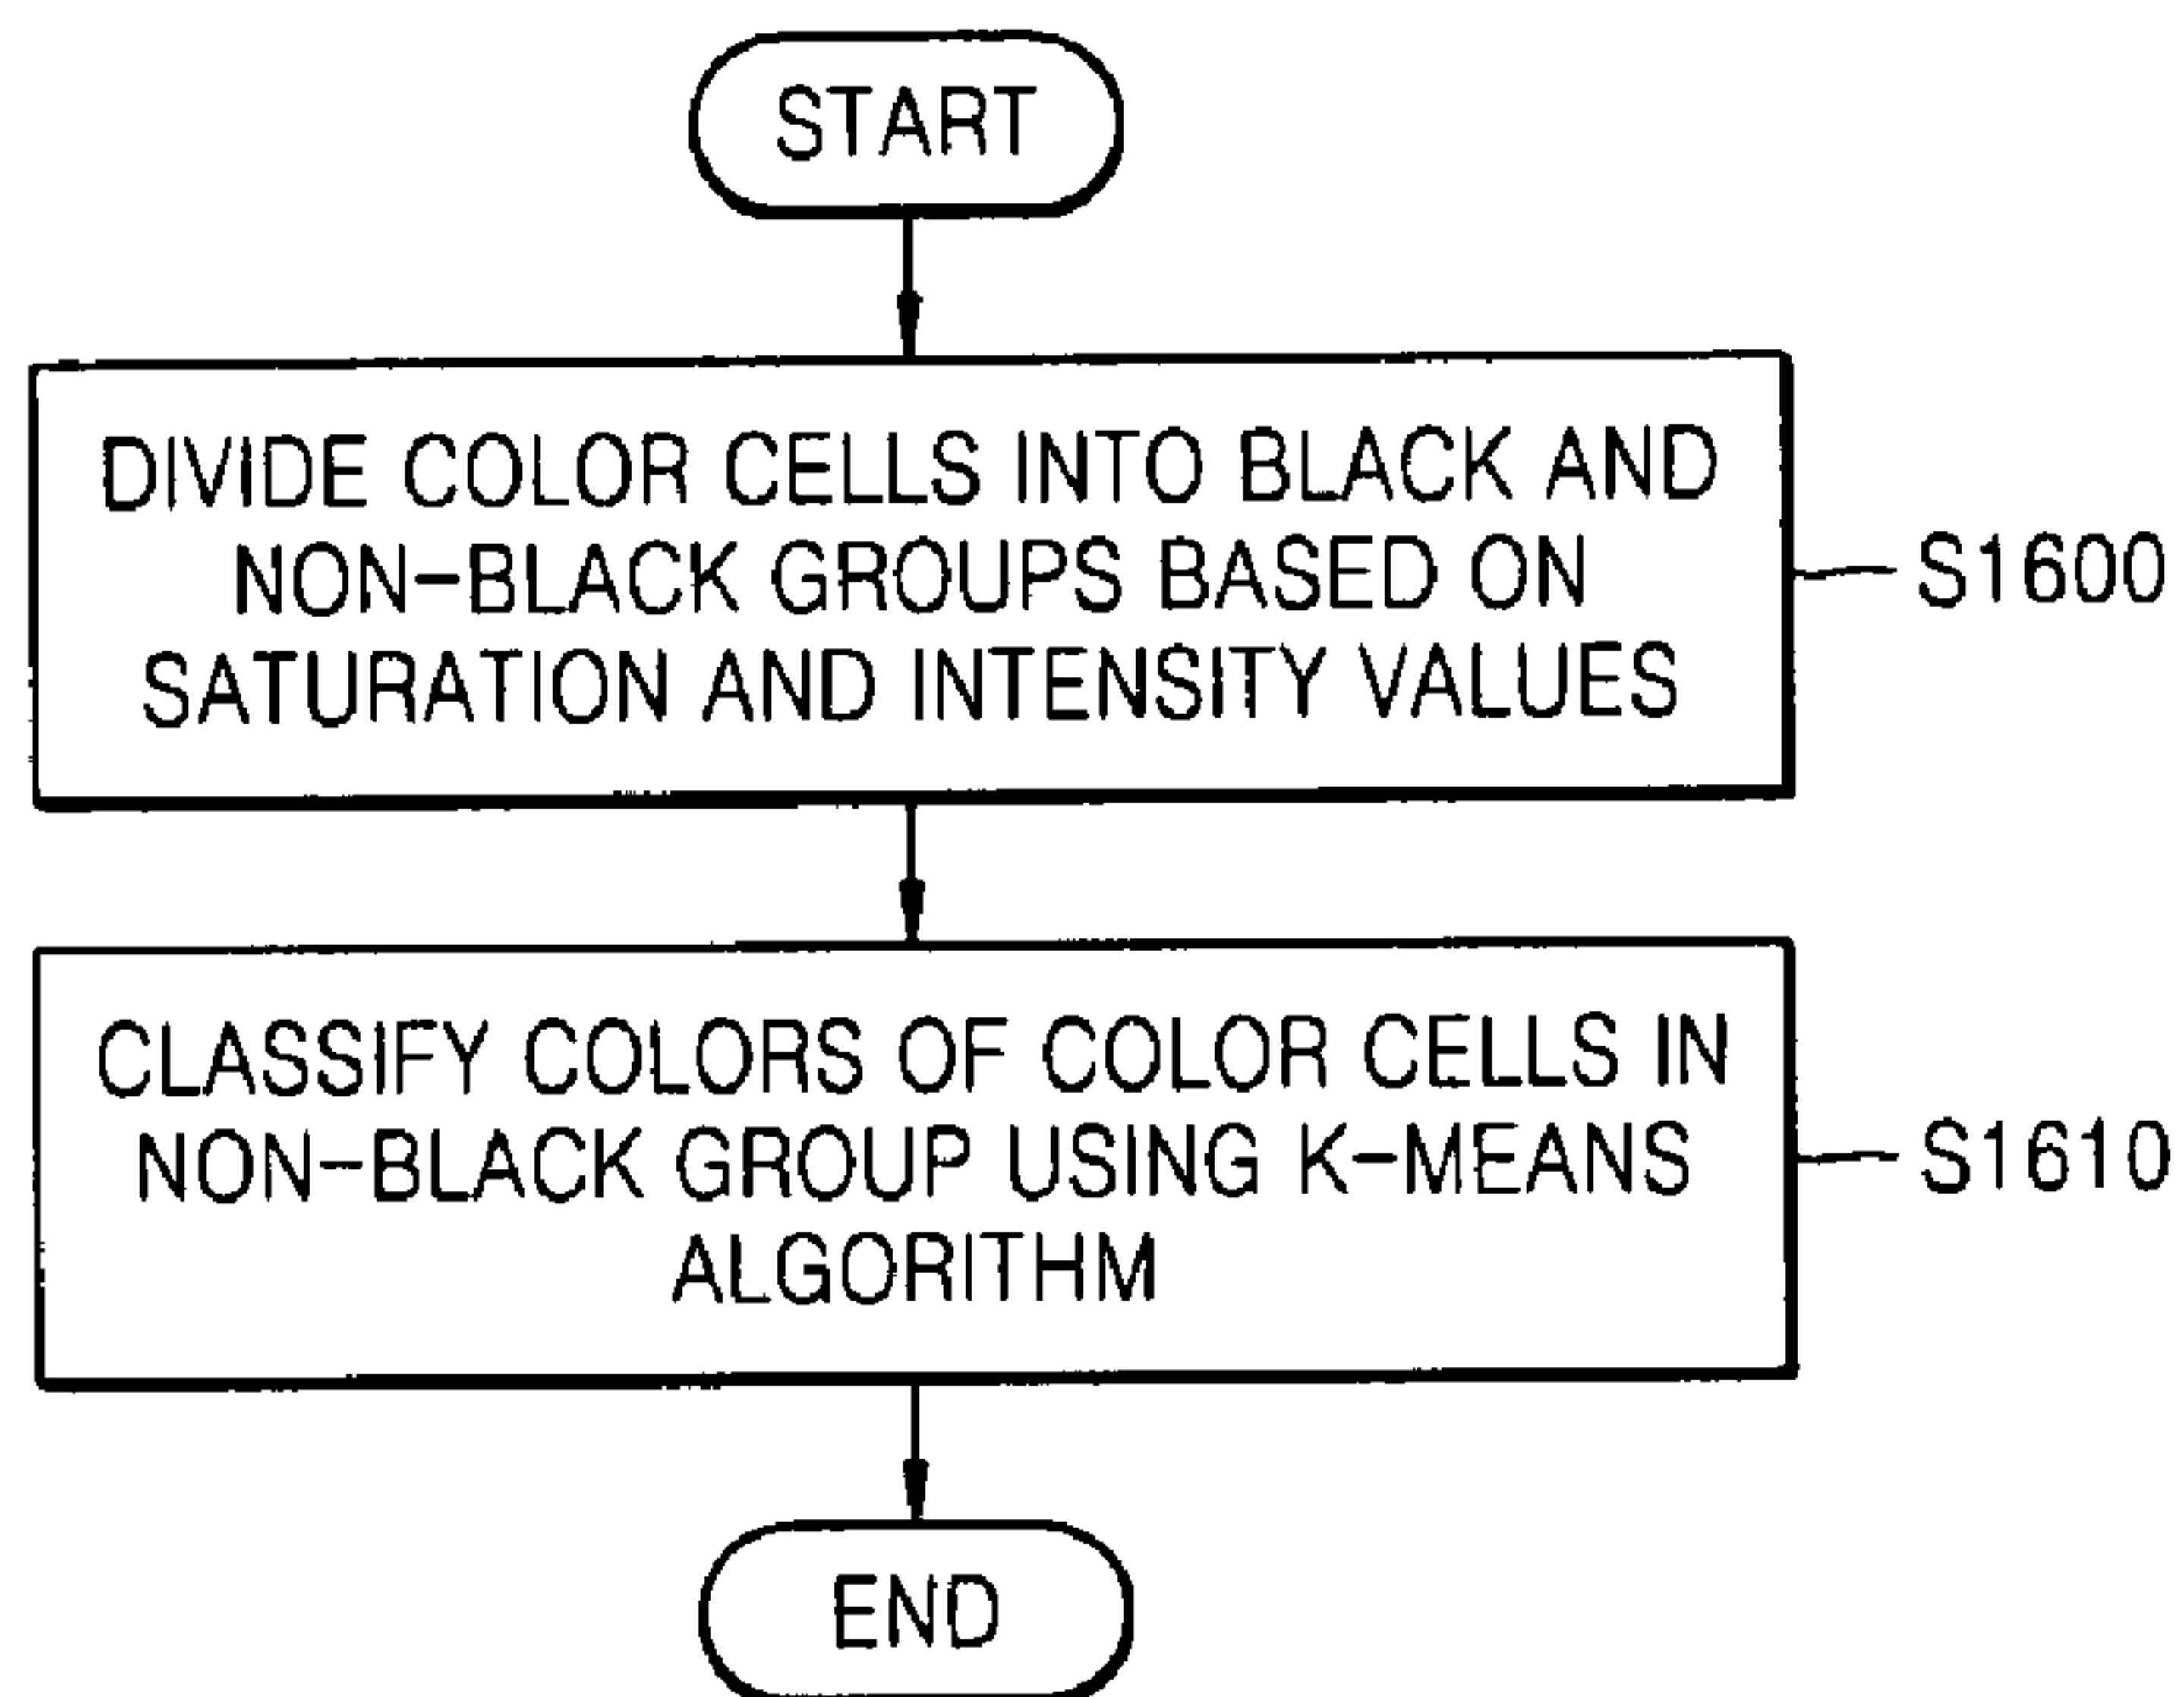 START
DIVIDE COLOR CELLS INTO BLACK AND
NON-BLACK GROUPS BASED ON
SATURATION AND INTENSITY VALUES
S1600
CLASSIFY COLORS OF COLOR CELLS IN
NON-BLACK GROUP USING K-MEANS
ALGORITHM
S1610
END